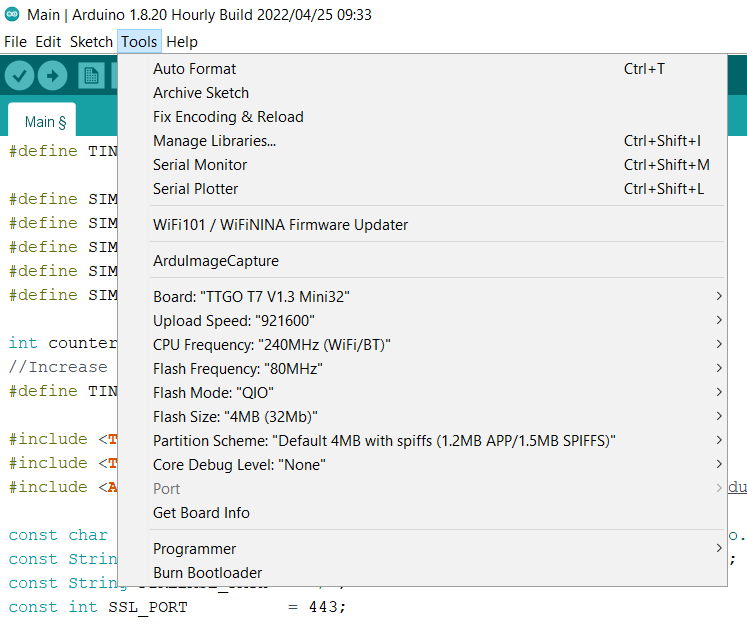 Main | Arduino 1.8.20 Hourly Build 2022/04/25 09:33
File Edit Sketch Tools Help
Auto Format Ctrl+T
Archive Sketch
Fix Encoding & Reload
Manage Libraries... Ctrl+Shift+I
Serial Monitor Ctrl+Shift+M
Serial Plotter Ctrl+Shift+L
WiFi101 / WiFiNINA Firmware Updater
ArduImageCapture
Board: "TTGO T7 V1.3 Mini32"
Upload Speed: "921600"
CPU Frequency: "240MHz (WiFi/BT)"
Flash Frequency: "80MHz"
Flash Mode: "QIO"
Flash Size: "4MB (32Mb)"
Partition Scheme: "Default 4MB with spiffs (1.2MB APP/1.5MB SPIFFS)"
Core Debug Level: "None"
Port
Get Board Info
Programmer
Burn Bootloader
Main §
#define TIN
#define SIM
#define SIM
#define SIM
#define SIM
#define SIM
int counter
//Increase
#define TIN
#include <T
#include <T
#include <A du
const char o.
const Strin ;
const String
const int SSL_PORT = 443;